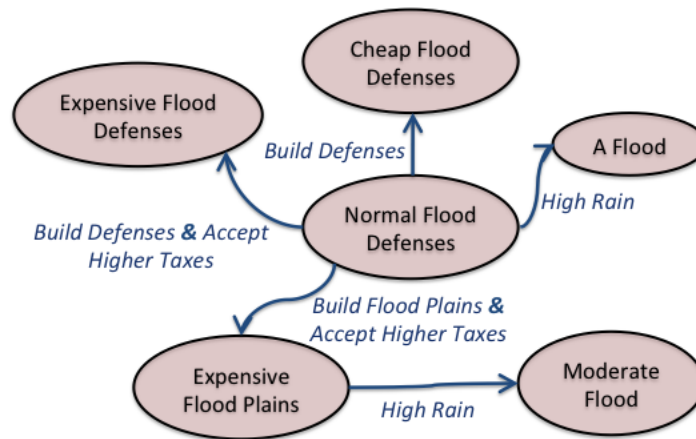 Cheap Flood
Defenses
Expensive Flood
Defenses
Build Defenses
A Flood
High Rain
Normal Flood
Defenses
Build Defenses & Accept
Higher Taxes
Build Flood Plains &
Accept Higher Taxes
Expensive
Flood Plains
High Rain
Moderate
Flood